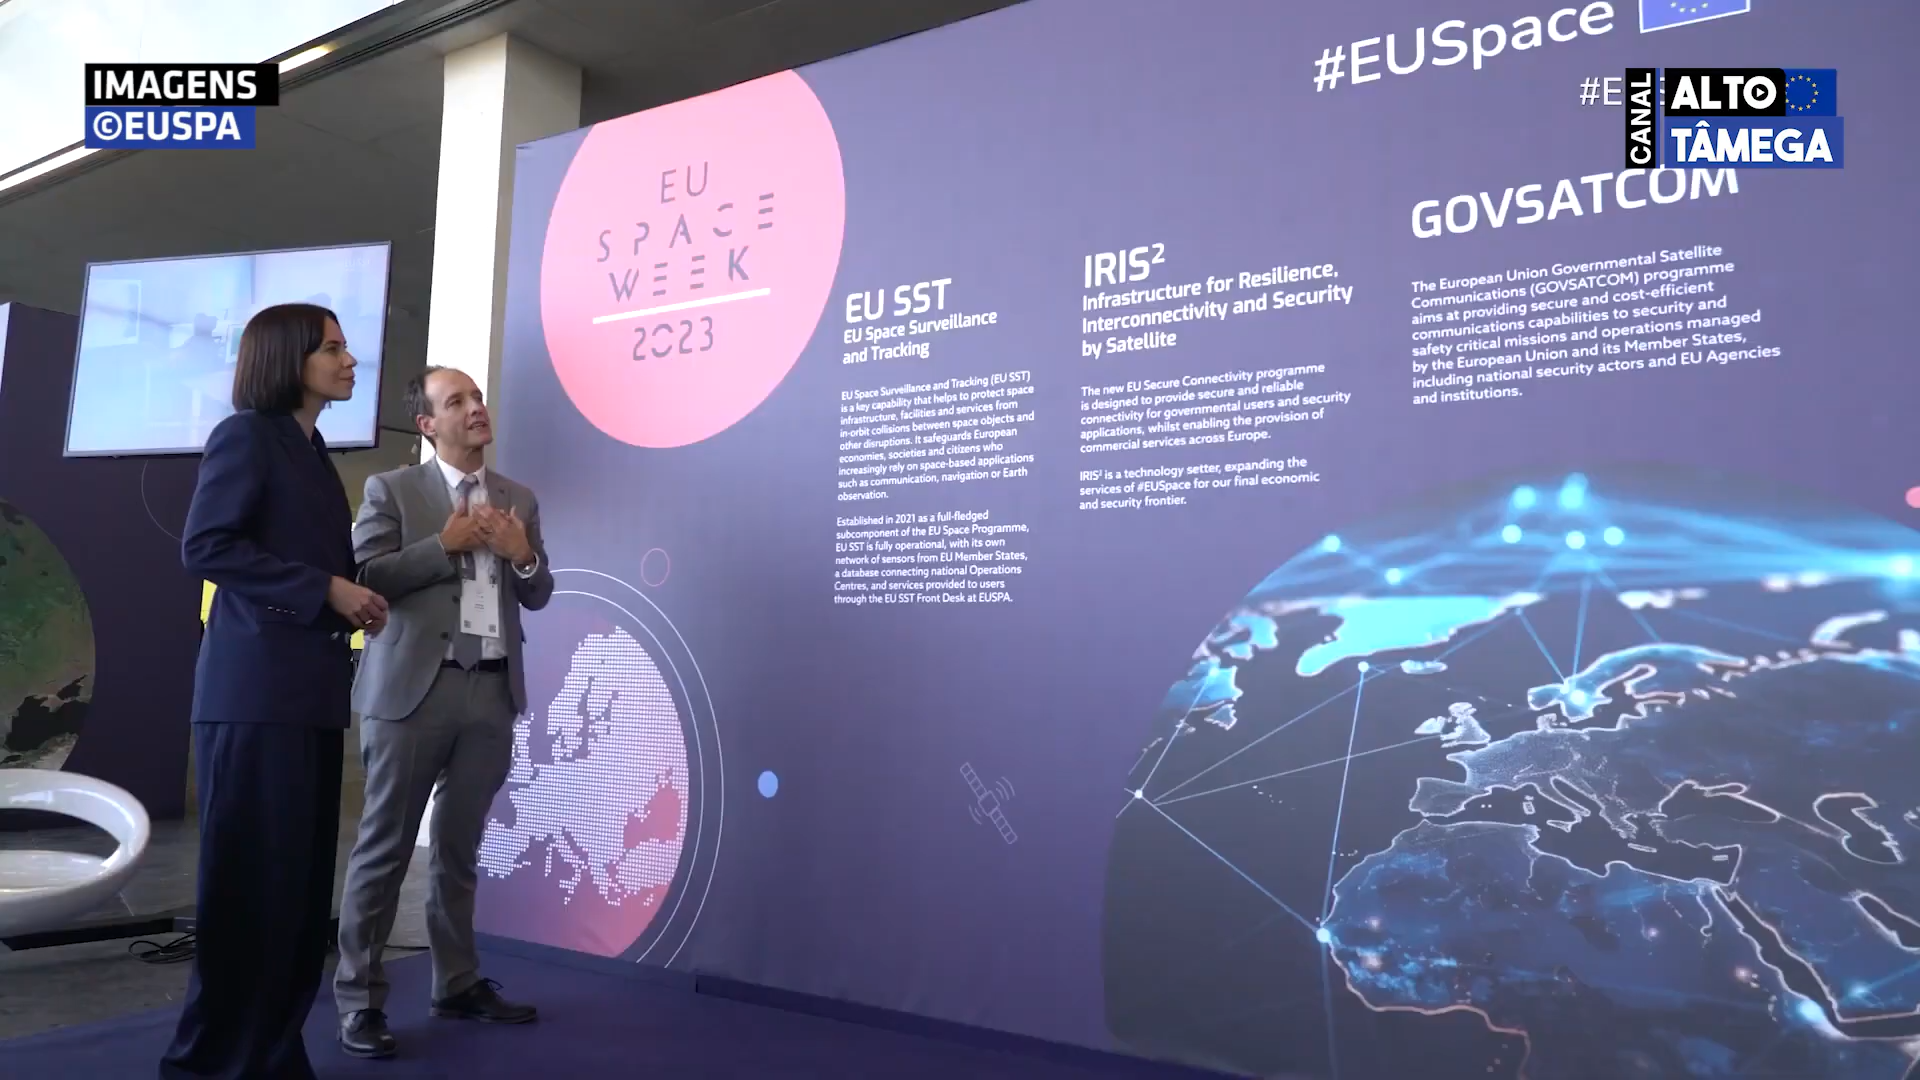 IMAGENS
©EUSPA
#EUSpace
#E
CANAL
ALTO
TÂMEGA
EU
SPACE
WEEK
2023
EU SST
EU Space Surveillance
and Tracking
EU Space Surveillance and Tracking (EU SST)
is a key capability that helps to protect space
infrastructure, facilities and services from
in-orbit collisions between space objects and
other disruptions. It safeguards European
economies, societies and citizens who
increasingly rely on space-based applications
such as communication, navigation or Earth
observation.
Established in 2021 as a full-fledged
subcomponent of the EU Space Programme,
EU SST is fully operational, with its own
network of sensors from EU Member States,
a database connecting national Operations
Centres, and services provided to users
through the EU SST Front Desk at EUSPA.
IRIS²
Infrastructure for Resilience,
Interconnectivity and Security
by Satellite
The new EU Secure Connectivity programme
is designed to provide secure and reliable
connectivity for governmental users and security
applications, whilst enabling the provision of
commercial services across Europe.
IRIS² is a technology setter, expanding the
services of #EUSpace for our final economic
and security frontier.
GOVSATCOM
The European Union Governmental Satellite
Communications (GOVSATCOM) programme
aims at providing secure and cost-efficient
communications capabilities to security and
safety critical missions and operations managed
by the European Union and its Member States,
including national security actors and EU Agencies
and institutions.